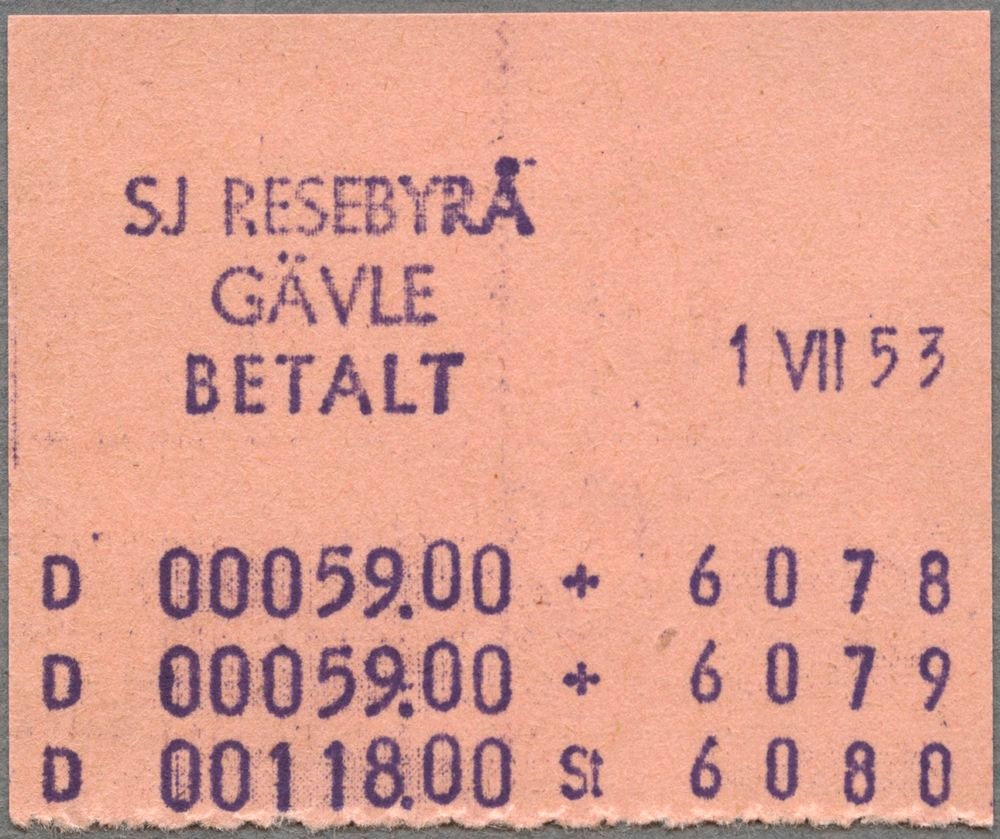 SJ RESEBYRÅ
GÄVLE
BETALT
1 VII 53
D 00059.00 + 6078
D 00059.00 + 6079
D 00118.00 St 6080